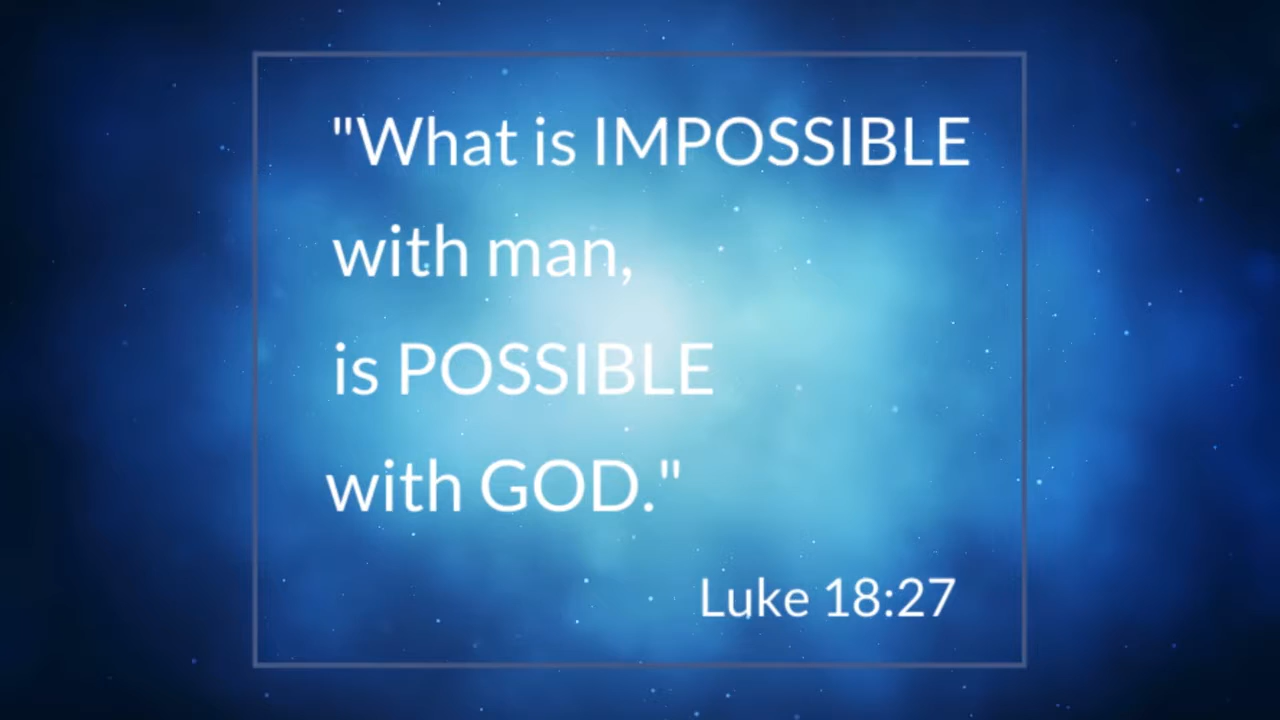 "What is IMPOSSIBLE
with man,
is POSSIBLE
with GOD."
Luke 18:27